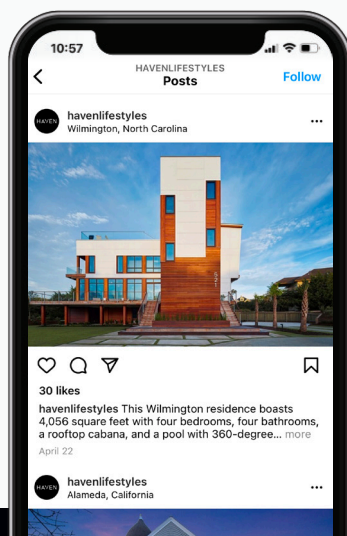 10:57
HAVENLIFESTYLES
Posts
Follow
HAVEN
havenlifestyles
Wilmington, North Carolina
30 likes
havenlifestyles This Wilmington residence boasts
4,056 square feet with four bedrooms, four bathrooms,
a rooftop cabana, and a pool with 360-degree... more
April 22
HAVEN
havenlifestyles
Alameda, California